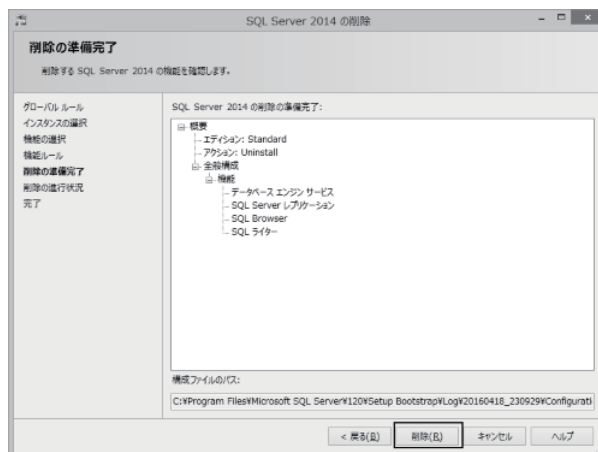 SQL Server 2014 の削除
削除の準備完了
削除する SQL Server 2014 の機能を確認します。
グローバル ルール
インスタンスの選択
機能の選択
機能ルール
削除の準備完了
削除の進行状況
完了
SQL Server 2014 の削除の準備完了:
概要
エディション: Standard
アクション: Uninstall
全般構成
機能
データベース エンジン サービス
SQL Server レプリケーション
SQL Browser
SQL ライター
構成ファイルのパス:
C:¥Program Files¥Microsoft SQL Server¥120¥Setup Bootstrap¥Log¥20160418_230929¥Configurati
< 戻る(B)
削除(R)
キャンセル
ヘルプ